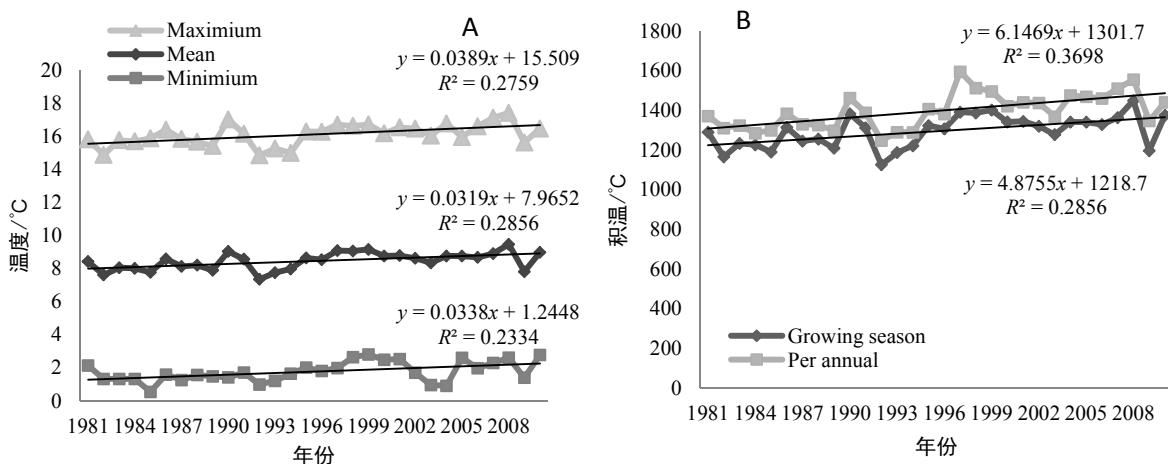 Maximium
Mean
Minimium
A
y = 0.0389x + 15.509
R² = 0.2759
y = 0.0319x + 7.9652
R² = 0.2856
y = 0.0338x + 1.2448
R² = 0.2334
温度/℃
20
18
16
14
12
10
8
6
4
2
0
1981 1984 1987 1990 1993 1996 1999 2002 2005 2008
年份
B
y = 6.1469x + 1301.7
R² = 0.3698
y = 4.8755x + 1218.7
R² = 0.2856
Growing season
Per annual
积温/℃
1800
1600
1400
1200
1000
800
600
400
200
0
1981 1984 1987 1990 1993 1996 1999 2002 2005 2008
年份